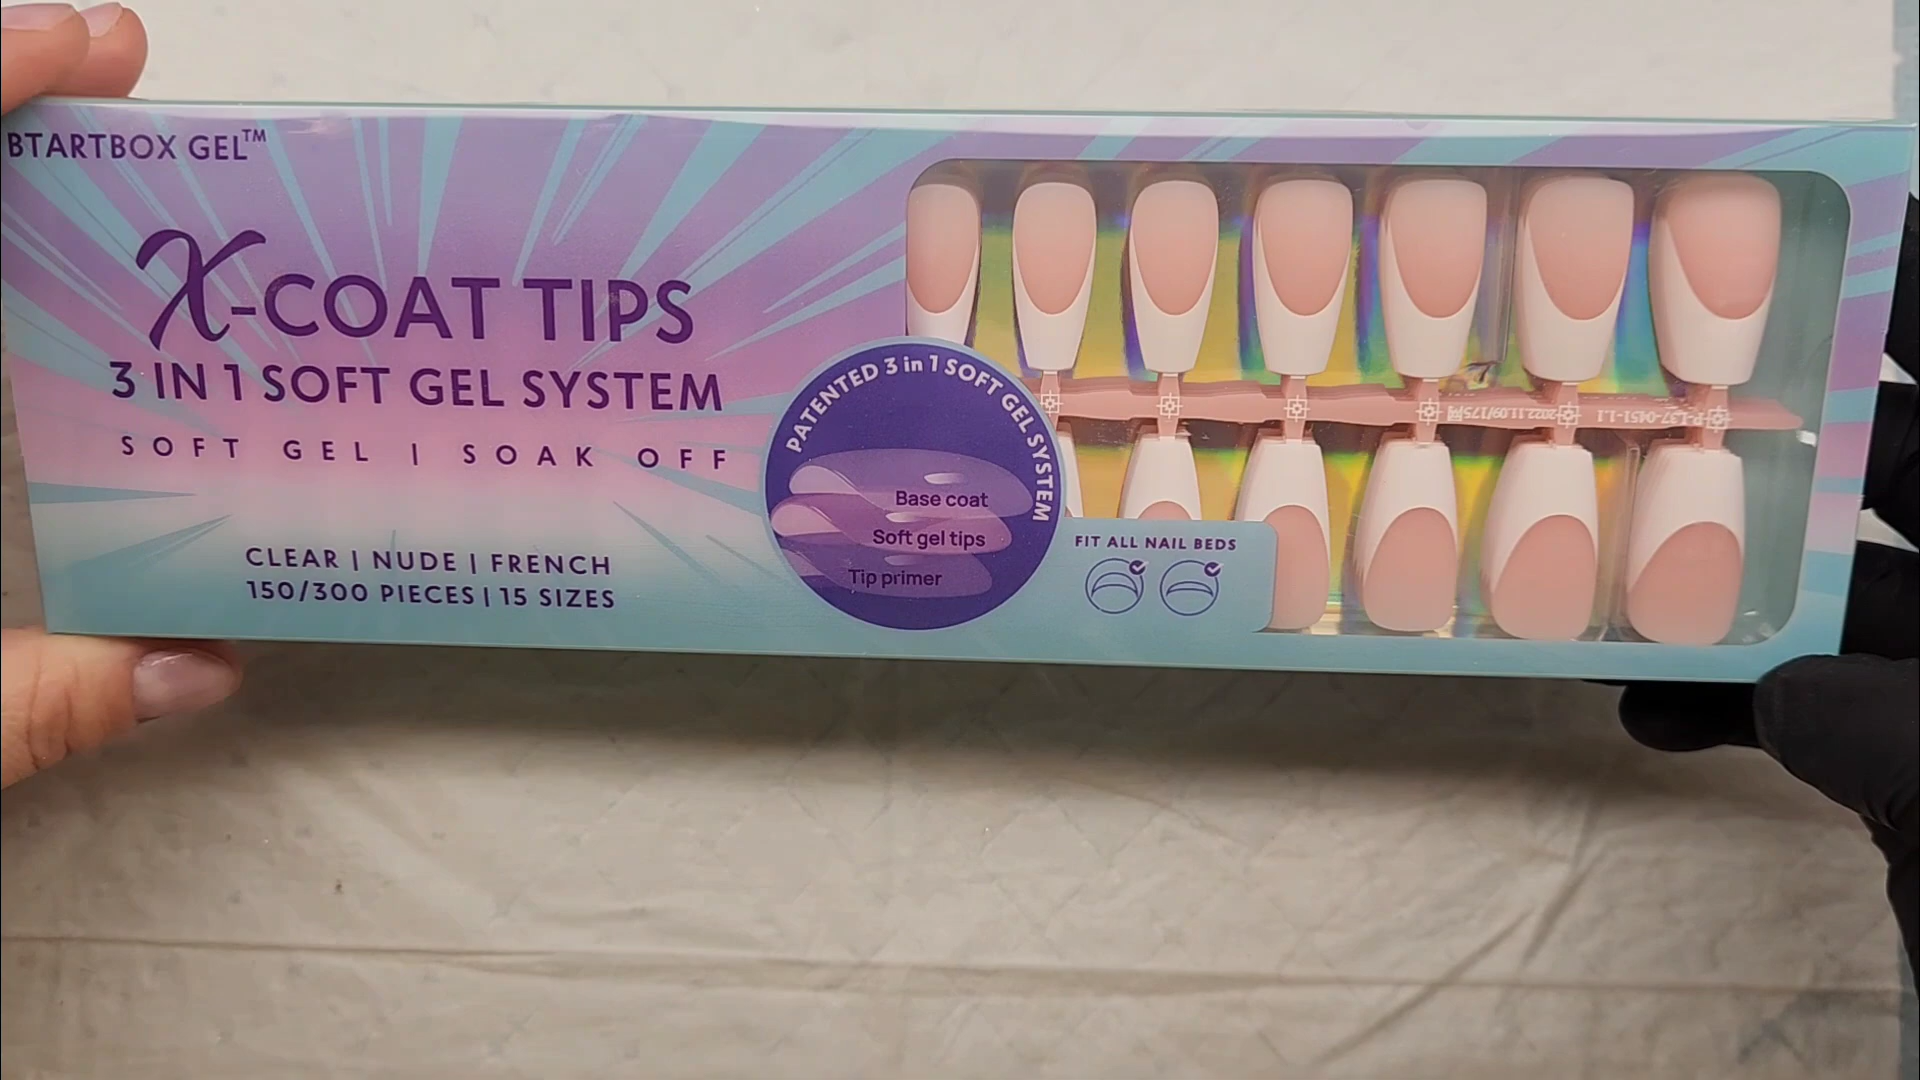 BTARTBOX GEL™
X-COAT TIPS
3 IN 1 SOFT GEL SYSTEM
SOFT GEL | SOAK OFF
CLEAR | NUDE | FRENCH
150/300 PIECES | 15 SIZES
PATENTED 3 in 1 SOFT GEL SYSTEM
Base coat
Soft gel tips
Tip primer
FIT ALL NAIL BEDS